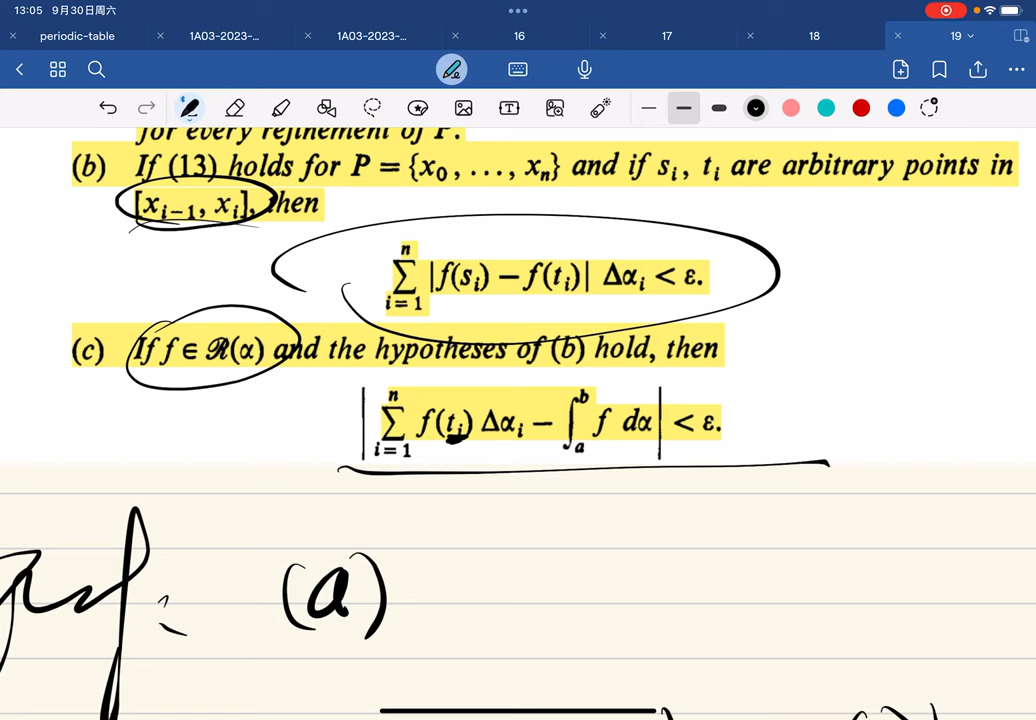 13:05 9月30日周六
periodic-table 1A03-2023-... 1A03-2023-... 16 17 18 19
for every refinement of P.
(b) If (13) holds for P = {x₀, ..., xₙ} and if sᵢ, tᵢ are arbitrary points in
[xᵢ₋₁, xᵢ], then
n
∑ |f(sᵢ) − f(tᵢ)| Δαᵢ < ε.
i = 1
(c) If f ∈ ℛ(α) and the hypotheses of (b) hold, then
| n ∑ i = 1 f(tᵢ) Δαᵢ − ∫ₐᵇ f dα | < ε.
(a)